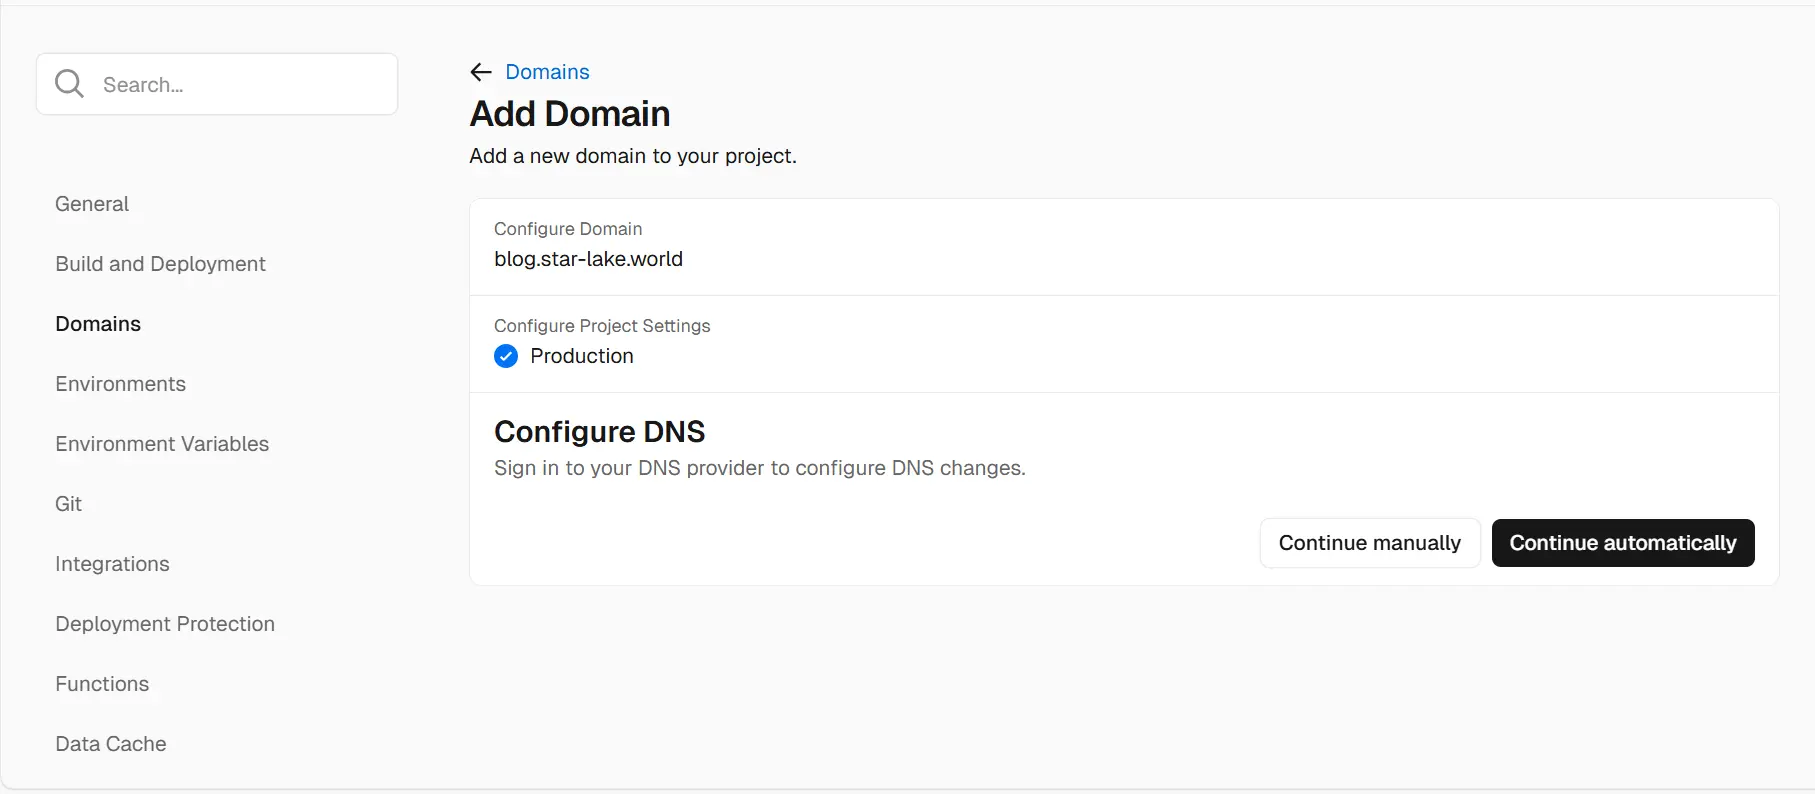 Search...
General
Build and Deployment
Domains
Environments
Environment Variables
Git
Integrations
Deployment Protection
Functions
Data Cache
Domains
Add Domain
Add a new domain to your project.
Configure Domain
blog.star-lake.world
Configure Project Settings
Production
Configure DNS
Sign in to your DNS provider to configure DNS changes.
Continue manually
Continue automatically